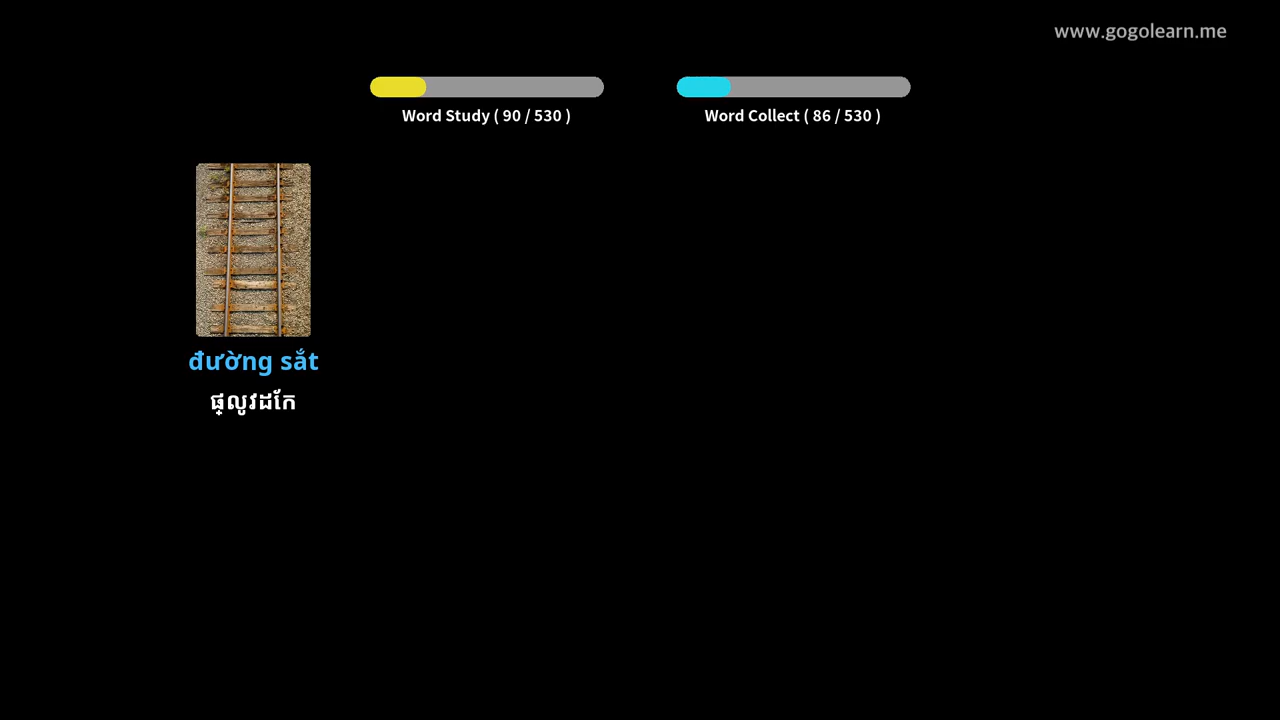 www.gogolearn.me
Word Study ( 90 / 530 )
Word Collect ( 86 / 530 )
đường sắt
ផ្លូវដែក